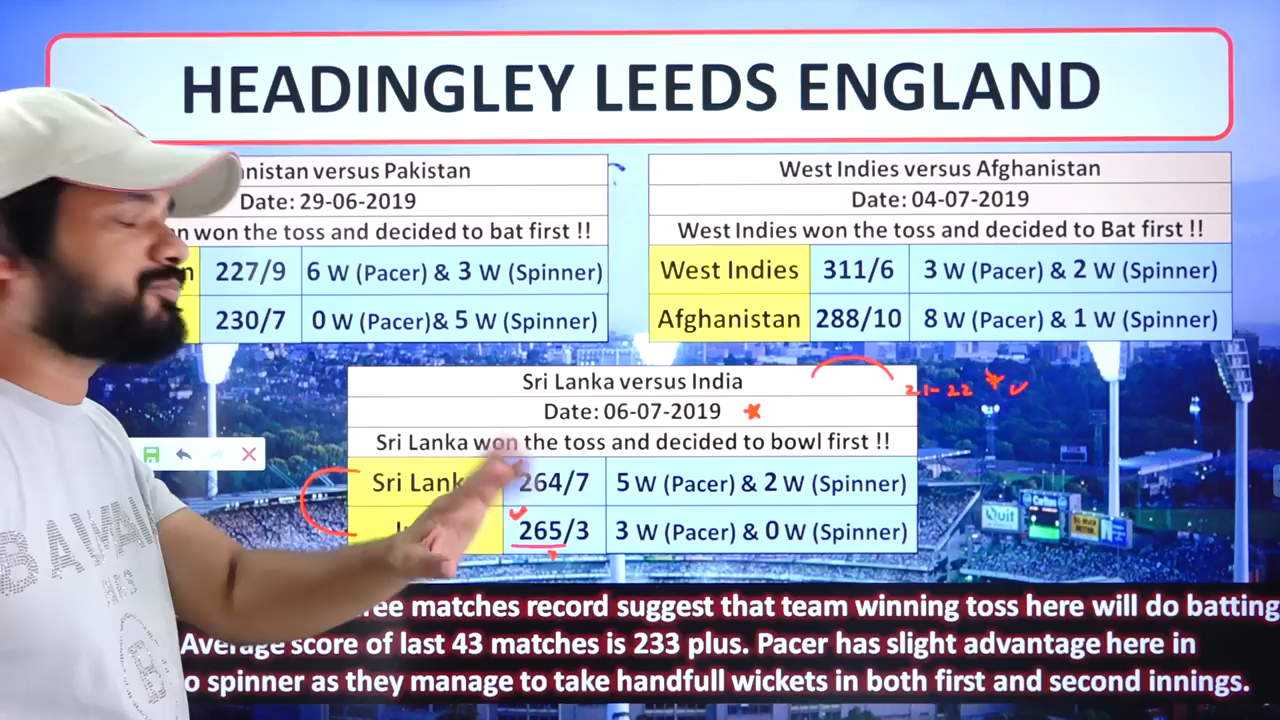 HEADINGLEY LEEDS ENGLAND
versus Pakistan
Date: 29-06-2019
won the toss and decided to bat first !!
227/9 6 W (Pacer) & 3 W (Spinner)
230/7 0 W (Pacer)& 5 W (Spinner)
West Indies versus Afghanistan
Date: 04-07-2019
West Indies won the toss and decided to Bat first !!
West Indies 311/6 3 W (Pacer) & 2 W (Spinner)
Afghanistan 288/10 8 W (Pacer) & 1 W (Spinner)
Sri Lanka versus India
21-22
Date: 06-07-2019
Sri Lanka won the toss and decided to bowl first !!
Sri Lank 264/7 5 W (Pacer) & 2 W (Spinner)
265/3 3 W (Pacer) & 0 W (Spinner)
Quit
matches record suggest that team winning toss here will do batting
Average score of last 43 matches is 233 plus. Pacer has slight advantage here in
spinner as they manage to take handfull wickets in both first and second innings.